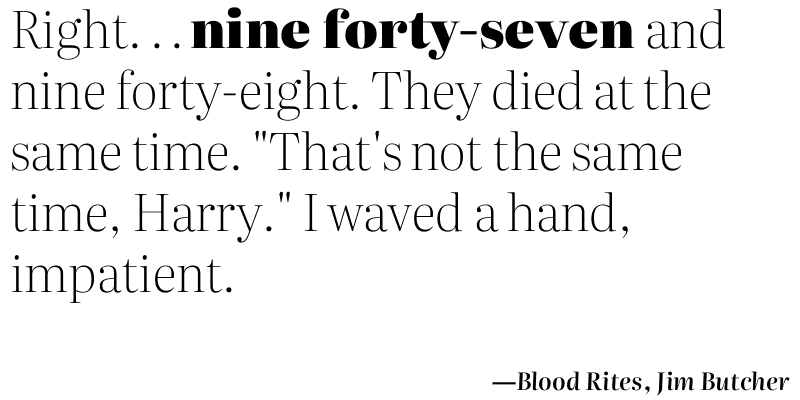 Right. . . nine forty-seven and
nine forty-eight. They died at the
same time. "That's not the same
time, Harry." I waved a hand,
impatient.
—Blood Rites, Jim Butcher